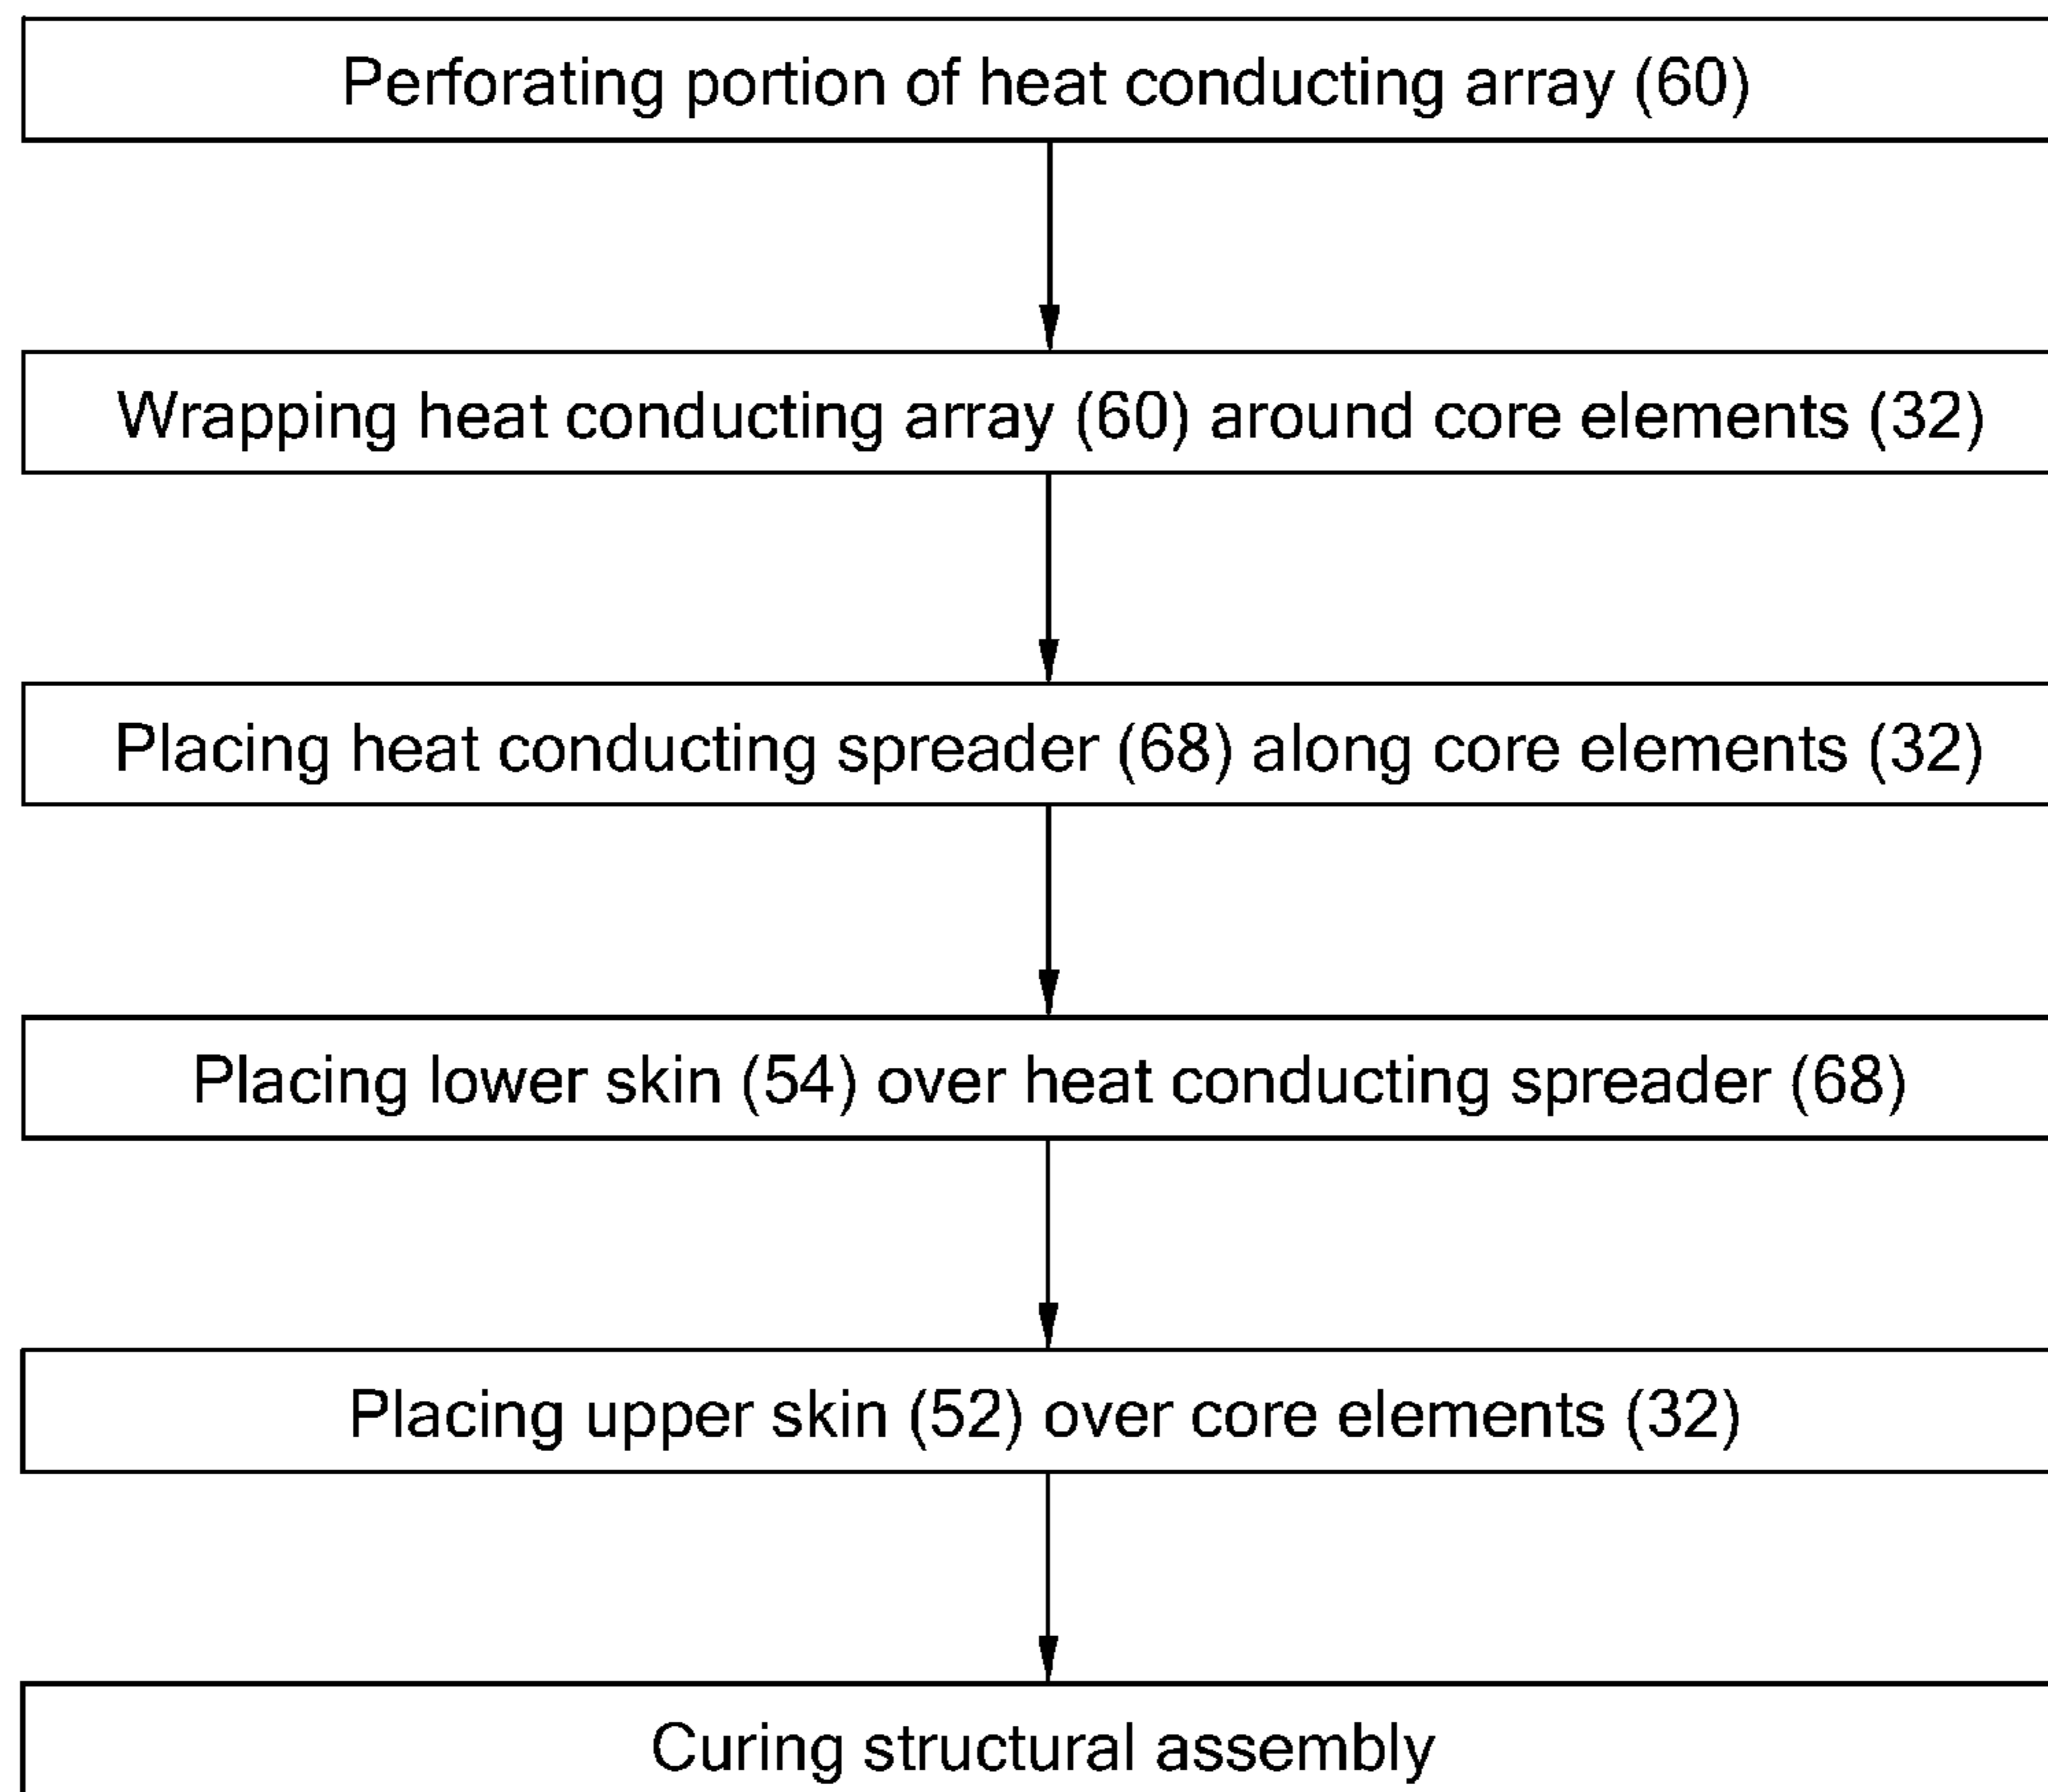 Perforating portion of heat conducting array (60)
Wrapping heat conducting array (60) around core elements (32)
Placing heat conducting spreader (68) along core elements (32)
Placing lower skin (54) over heat conducting spreader (68)
Placing upper skin (52) over core elements (32)
Curing structural assembly